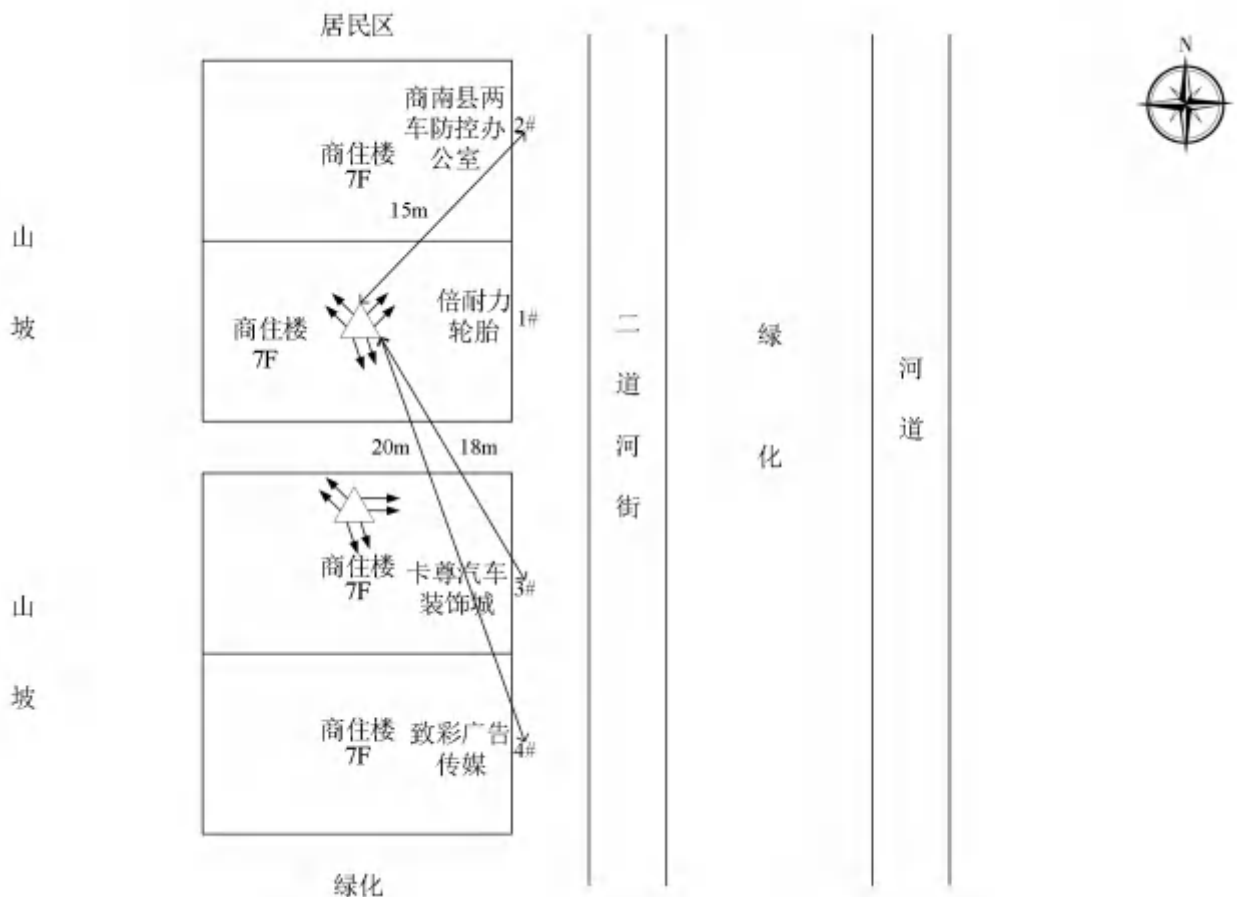 居民区
N
商南县两
车防控办
公室
2#
商住楼
7F
15m
山
坡
倍耐力
轮胎
1#
商住楼
7F
二
道
河
街
绿
化
河
道
20m
18m
商住楼
7F
卡尊汽车
装饰城
3#
山
坡
商住楼
7F
致彩广告
传媒
4#
绿化